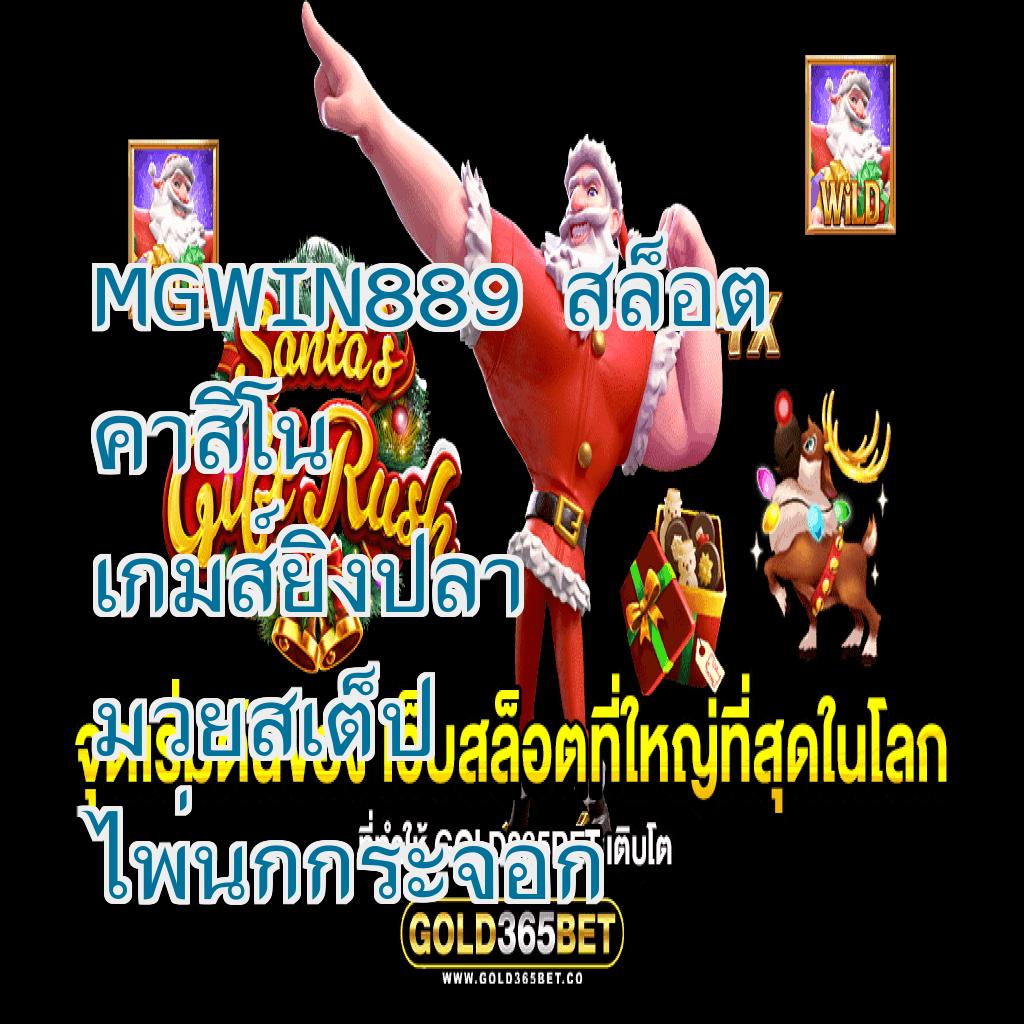 WiLD
MGWIN889 สล็อต
4X
Santa's
คาสิโน
Gift Rush
เกมส์ยิงปลา
มวยสเต็ป
เว็บสล็อตที่ใหญ่ที่สุดในโลก
ที่ทำให้ GOLD365BET เติบโต
ไพ่นกกระจอก
GOLD365BET
WWW.GOLD365BET.CO